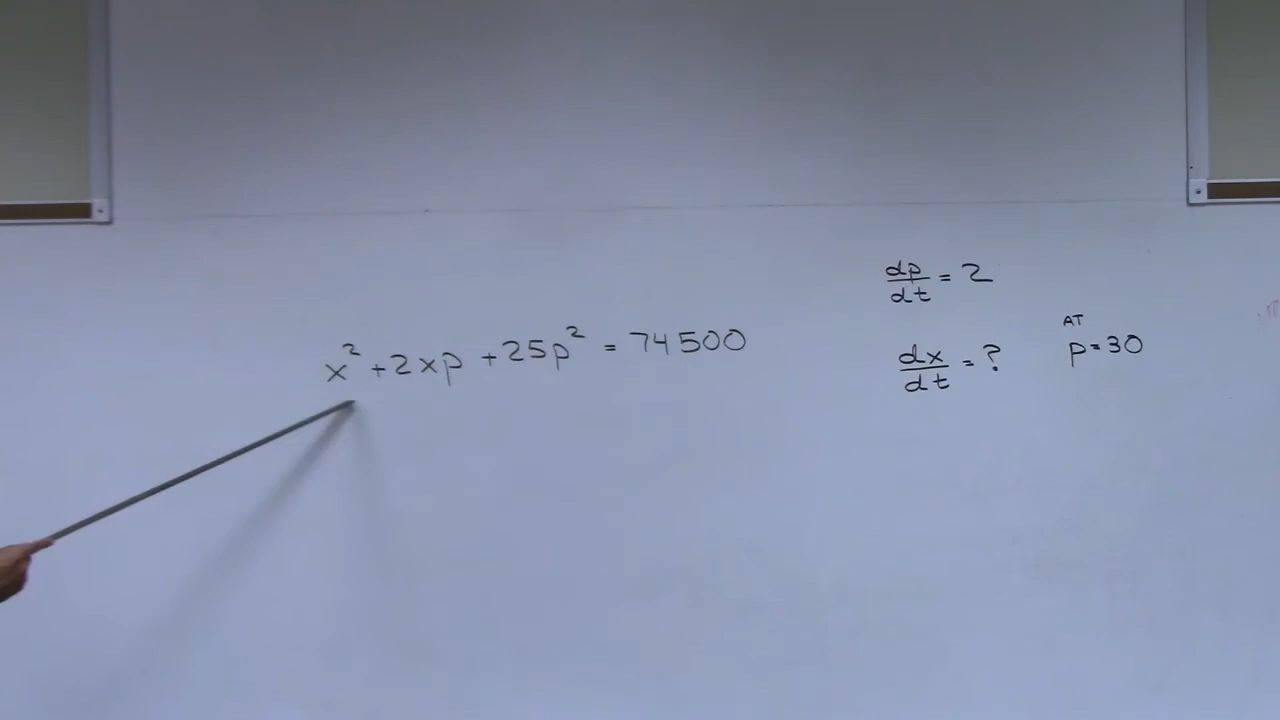 x² + 2xp + 25p² = 74500
dp/dt = 2
dx/dt = ?
AT
p = 30